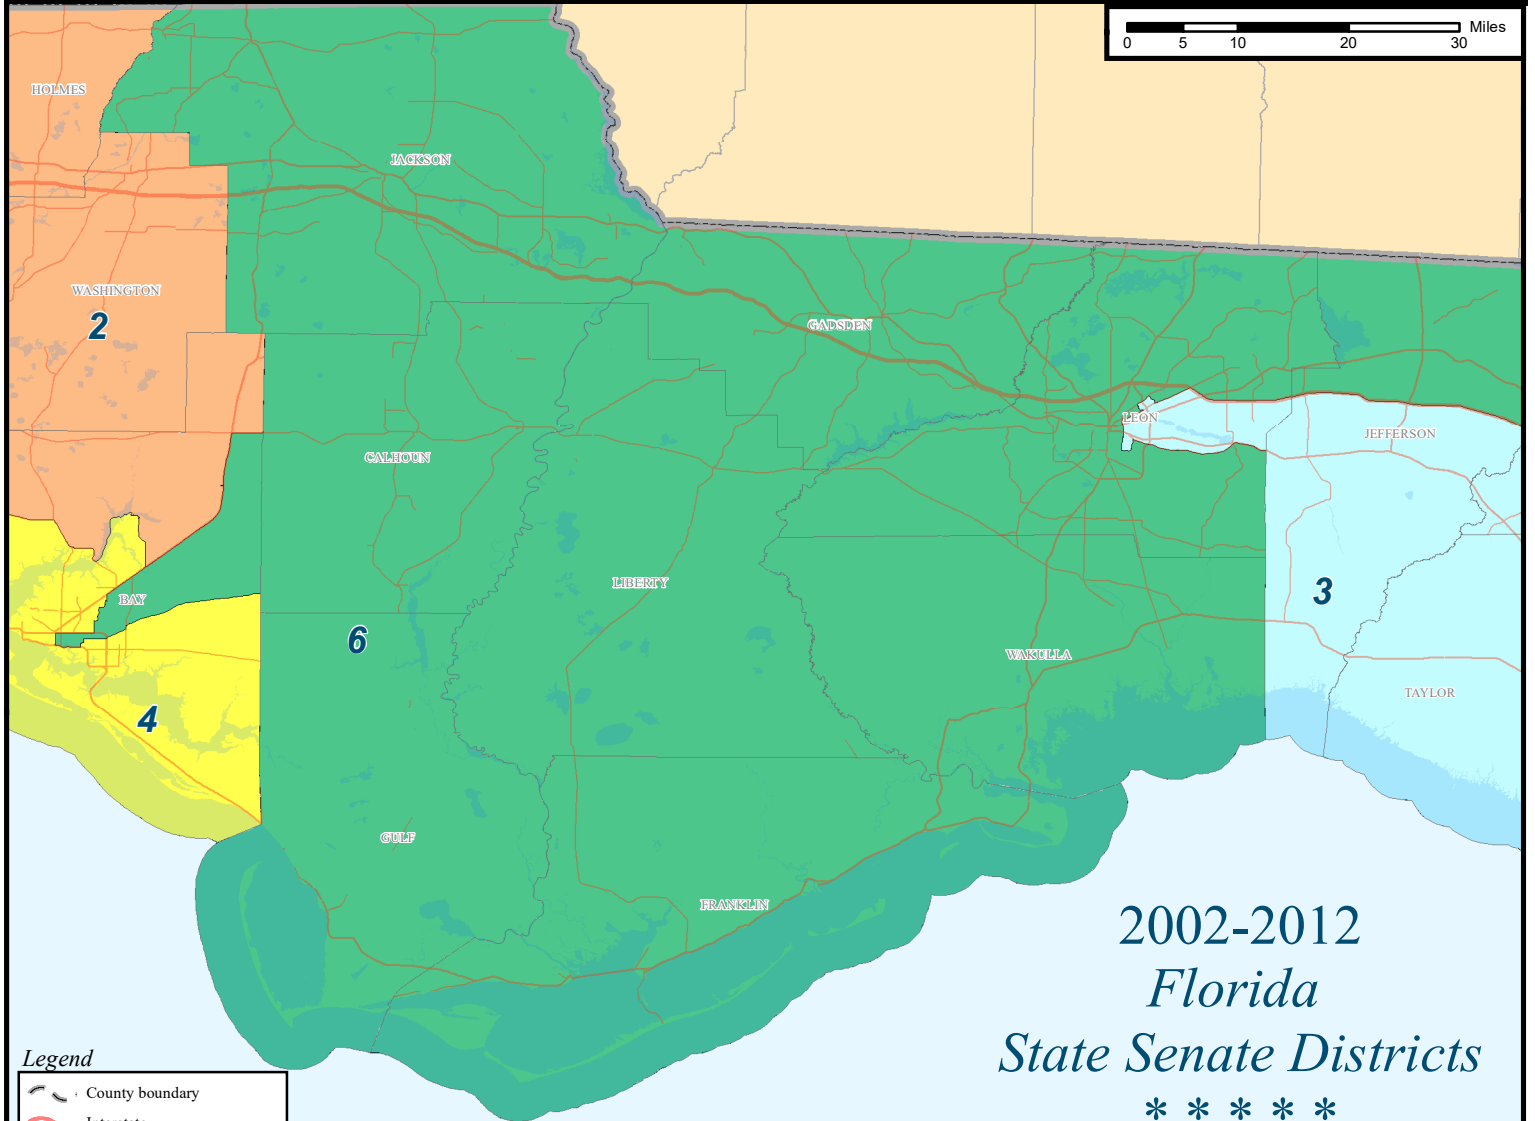 Miles
0 5 10 20 30
HOLMES
JACKSON
WASHINGTON
2
GADSDEN
LEON
JEFFERSON
CALHOUN
LIBERTY
BAY
3
6
WAKULLA
TAYLOR
4
GULF
FRANKLIN
2002-2012
Florida
State Senate Districts
* * * * *
Legend
County boundary